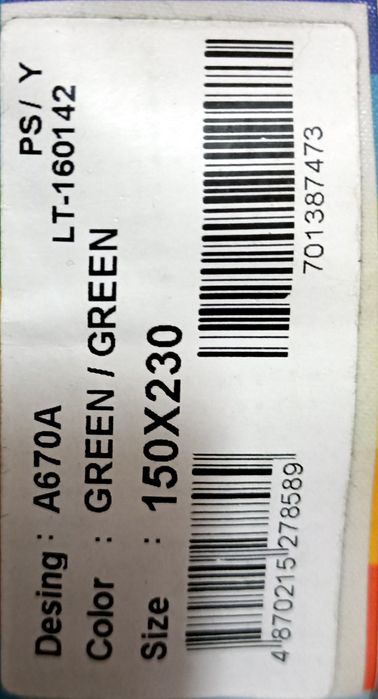 PS/ Y
Desing : A670A LT-160142
Color : GREEN / GREEN
Size : 150X230
4 870215 278589
701387473